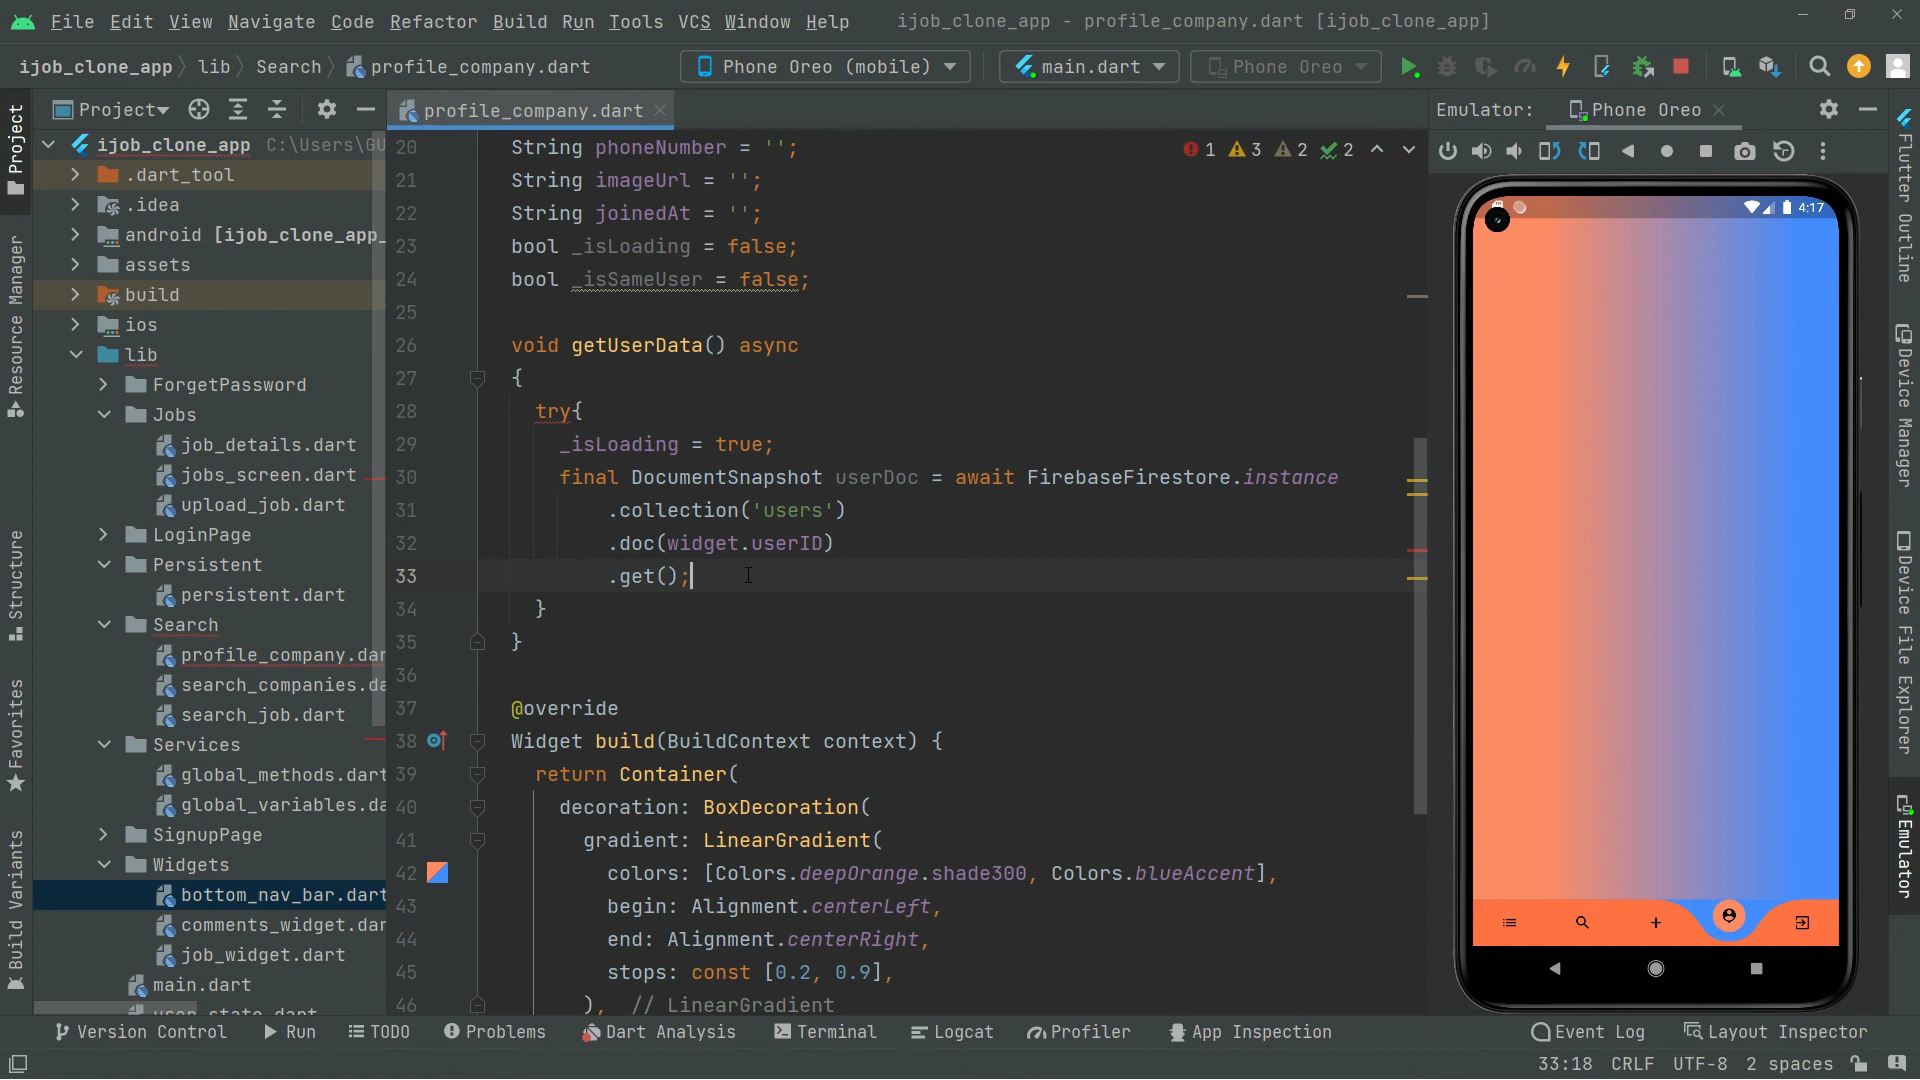 File Edit View Navigate Code Refactor Build Run Tools VCS Window Help ijob_clone_app - profile_company.dart [ijob_clone_app]
ijob_clone_app lib Search profile_company.dart Phone Oreo (mobile) main.dart Phone Oreo
Project profile_company.dart Emulator: Phone Oreo
ijob_clone_app C:\Users\GU
.dart_tool
.idea
android [ijob_clone_app_
assets
build
ios
lib
ForgetPassword
Jobs
job_details.dart
jobs_screen.dart
upload_job.dart
LoginPage
Persistent
persistent.dart
Search
profile_company.dar
search_companies.da
search_job.dart
Services
global_methods.dart
global_variables.da
SignupPage
Widgets
bottom_nav_bar.dart
comments_widget.dar
job_widget.dart
main.dart
user_state.dart
Project
Resource Manager
Structure
Favorites
Build Variants
1 3 2 2
20 String phoneNumber = '';
21 String imageUrl = '';
22 String joinedAt = '';
23 bool _isLoading = false;
24 bool _isSameUser = false;
25
26 void getUserData() async
27 {
28 try{
29 _isLoading = true;
30 final DocumentSnapshot userDoc = await FirebaseFirestore.instance
31 .collection('users')
32 .doc(widget.userID)
33 .get();
34 }
35 }
36
37 @override
38 Widget build(BuildContext context) {
39 return Container(
40 decoration: BoxDecoration(
41 gradient: LinearGradient(
42 colors: [Colors.deepOrange.shade300, Colors.blueAccent],
43 begin: Alignment.centerLeft,
44 end: Alignment.centerRight,
45 stops: const [0.2, 0.9],
46 ), // LinearGradient
4:17
Flutter Outline
Device Manager
Device File Explorer
Emulator
Version Control Run TODO Problems Dart Analysis Terminal Logcat Profiler App Inspection Event Log Layout Inspector
33:18 CRLF UTF-8 2 spaces